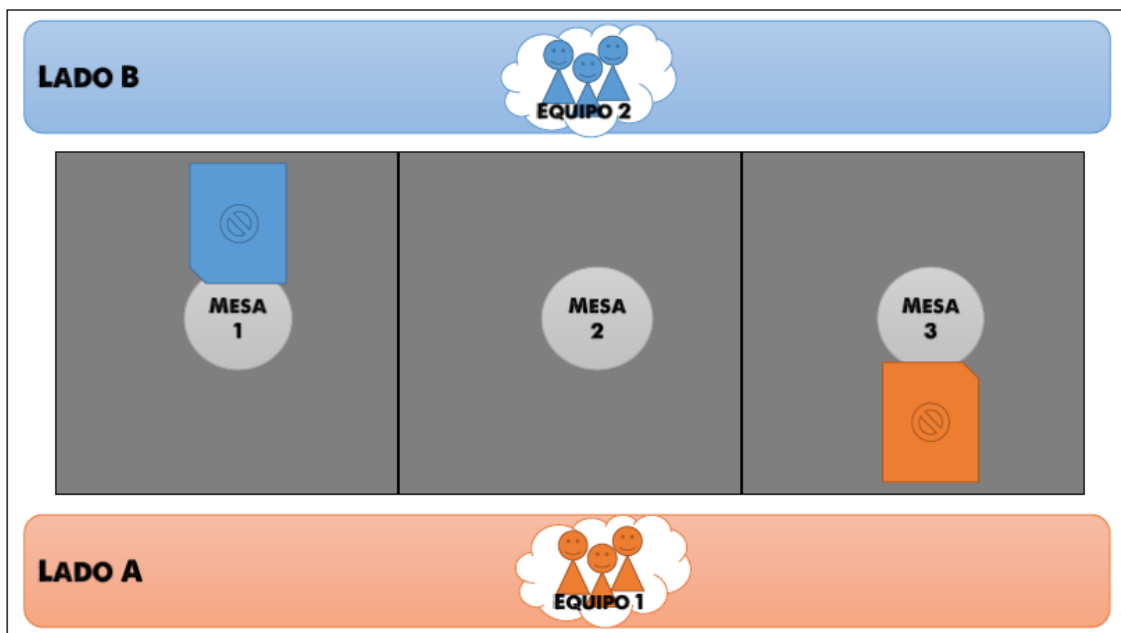 LADO B
EQUIPO 2
MESA
1
MESA
2
MESA
3
LADO A
EQUIPO 1